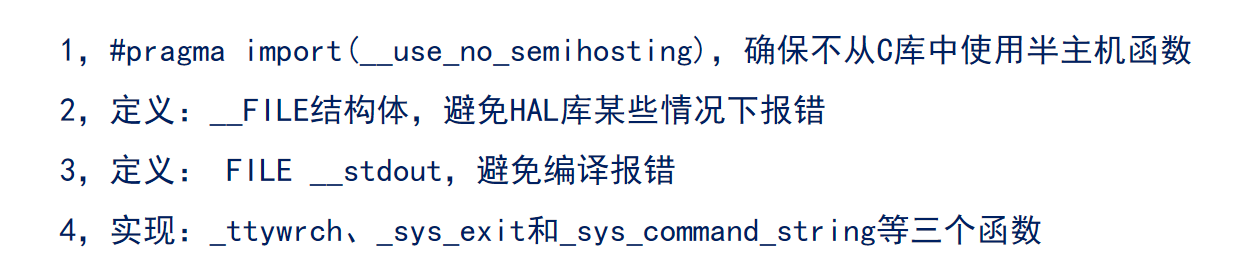 1，#pragma import(__use_no_semihosting)，确保不从C库中使用半主机函数
2，定义：__FILE结构体，避免HAL库某些情况下报错
3，定义： FILE __stdout，避免编译报错
4，实现：_ttywrch、_sys_exit和_sys_command_string等三个函数